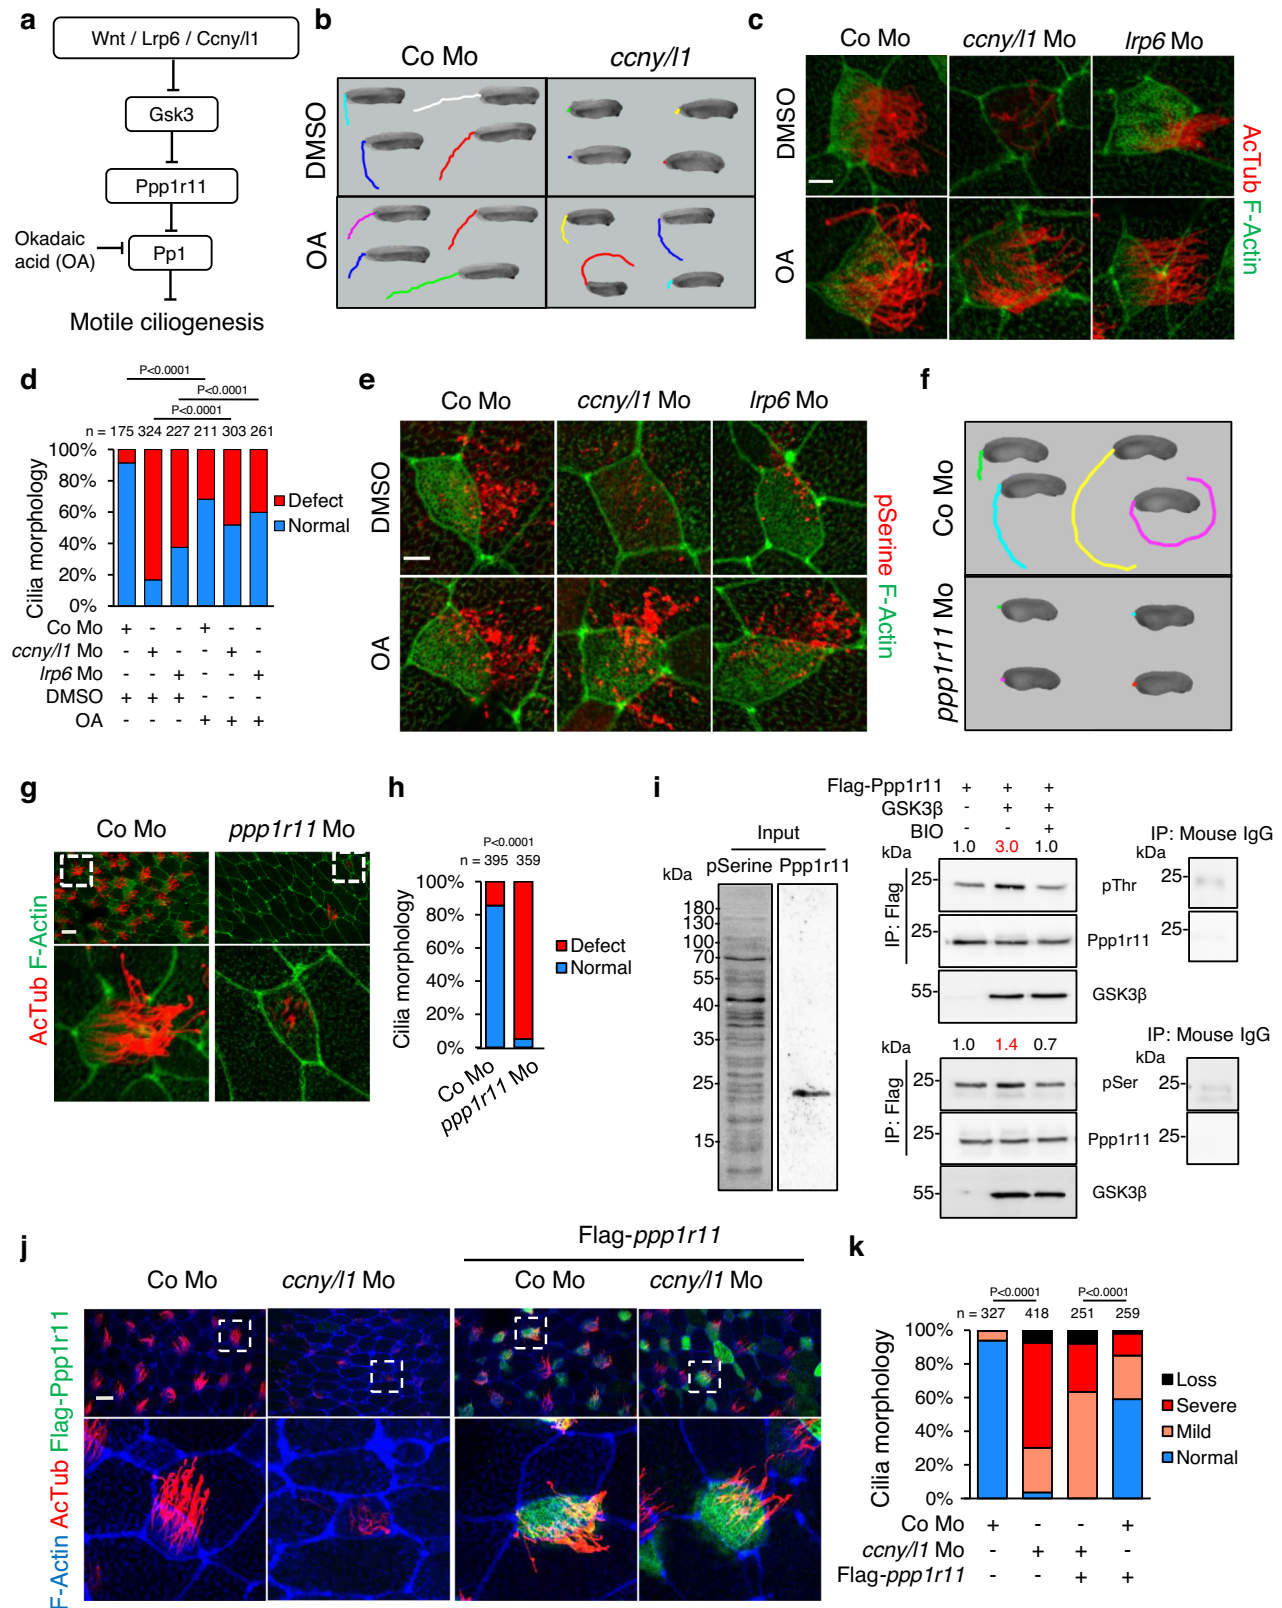 a
Wnt / Lrp6 / Ccny/l1
Gsk3
Ppp1r11
Okadaic
acid (OA)
Pp1
Motile ciliogenesis
b
Co Mo
ccny/l1
DMSO
OA
c
Co Mo
ccny/l1 Mo
lrp6 Mo
DMSO
OA
AcTub F-Actin
d
P<0.0001
P<0.0001
P<0.0001
n = 175 324 227 211 303 261
Cilia morphology
100%
80%
60%
40%
20%
0%
Defect
Normal
Co Mo + - - + - -
ccny/l1 Mo - + - - + -
lrp6 Mo - - + - - +
DMSO + + + - - -
OA - - - + + +
e
Co Mo
ccny/l1 Mo
lrp6 Mo
DMSO
OA
pSerine F-Actin
f
Co Mo
ppp1r11 Mo
g
Co Mo
ppp1r11 Mo
AcTub F-Actin
h
P<0.0001
n = 395 359
Cilia morphology
100%
80%
60%
40%
20%
0%
Defect
Normal
Co Mo
ppp1r11 Mo
i
Input
kDa pSerine Ppp1r11
180
130
100
70
55
40
35
25
15
Flag-Ppp1r11 + + +
GSK3β - + +
BIO - - +
kDa 1.0 3.0 1.0
IP: Flag
25 pThr
25 Ppp1r11
55 GSK3β
IP: Mouse IgG
kDa
25
25
kDa 1.0 1.4 0.7
IP: Flag
25 pSer
25 Ppp1r11
55 GSK3β
IP: Mouse IgG
kDa
25
25
j
Flag-ppp1r11
Co Mo
ccny/l1 Mo
Co Mo
ccny/l1 Mo
F-Actin AcTub Flag-Ppp1r11
k
P<0.0001 P<0.0001
n = 327 418 251 259
Cilia morphology
100%
80%
60%
40%
20%
0%
Loss
Severe
Mild
Normal
Co Mo + - - +
ccny/l1 Mo - + + -
Flag-ppp1r11 - - + +